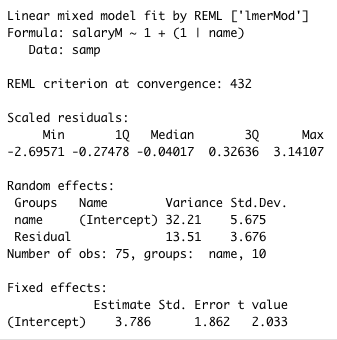 Linear mixed model fit by REML ['lmerMod']
Formula: salaryM ~ 1 + (1 | name)
   Data: samp

REML criterion at convergence: 432

Scaled residuals:
     Min       1Q   Median       3Q      Max
-2.69571 -0.27478 -0.04017  0.32636  3.14107

Random effects:
 Groups   Name        Variance Std.Dev.
 name     (Intercept) 32.21    5.675
 Residual             13.51    3.676
Number of obs: 75, groups:  name, 10

Fixed effects:
            Estimate Std. Error t value
(Intercept)    3.786      1.862   2.033